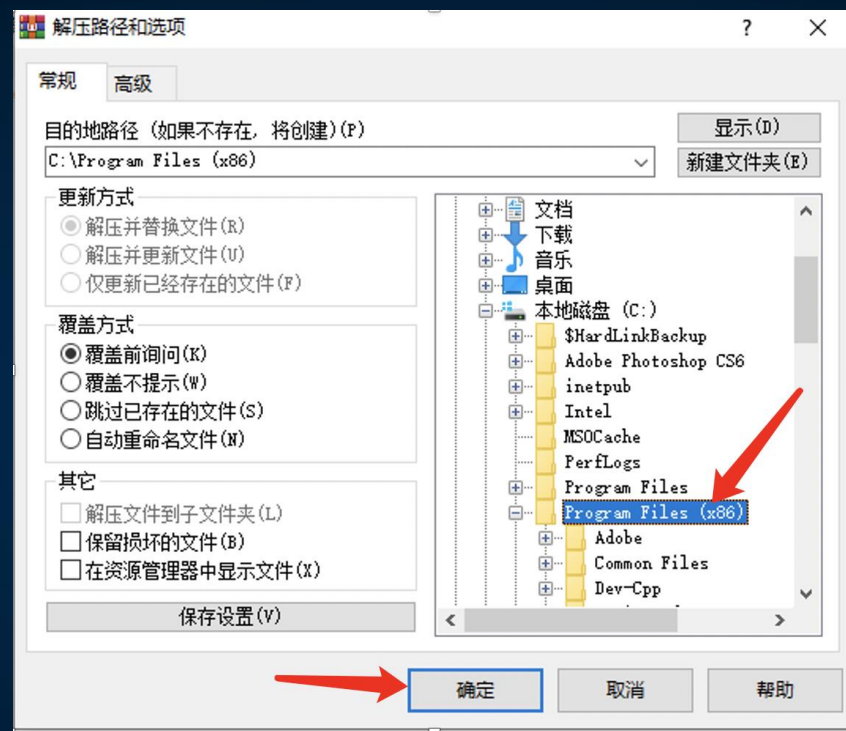 解压路径和选项
常规
高级
目的地路径（如果不存在, 将创建)(P)
显示(D)
C:\Program Files (x86)
新建文件夹(E)
更新方式
解压并替换文件(R)
解压并更新文件(U)
仅更新已经存在的文件(F)
覆盖方式
覆盖前询问(K)
覆盖不提示(W)
跳过已存在的文件(S)
自动重命名文件(N)
其它
解压文件到子文件夹(L)
保留损坏的文件(B)
在资源管理器中显示文件(X)
保存设置(V)
文档
下载
音乐
桌面
本地磁盘 (C:)
$HardLinkBackup
Adobe Photoshop CS6
inetpub
Intel
MSOCache
PerfLogs
Program Files
Program Files (x86)
Adobe
Common Files
Dev-Cpp
确定
取消
帮助